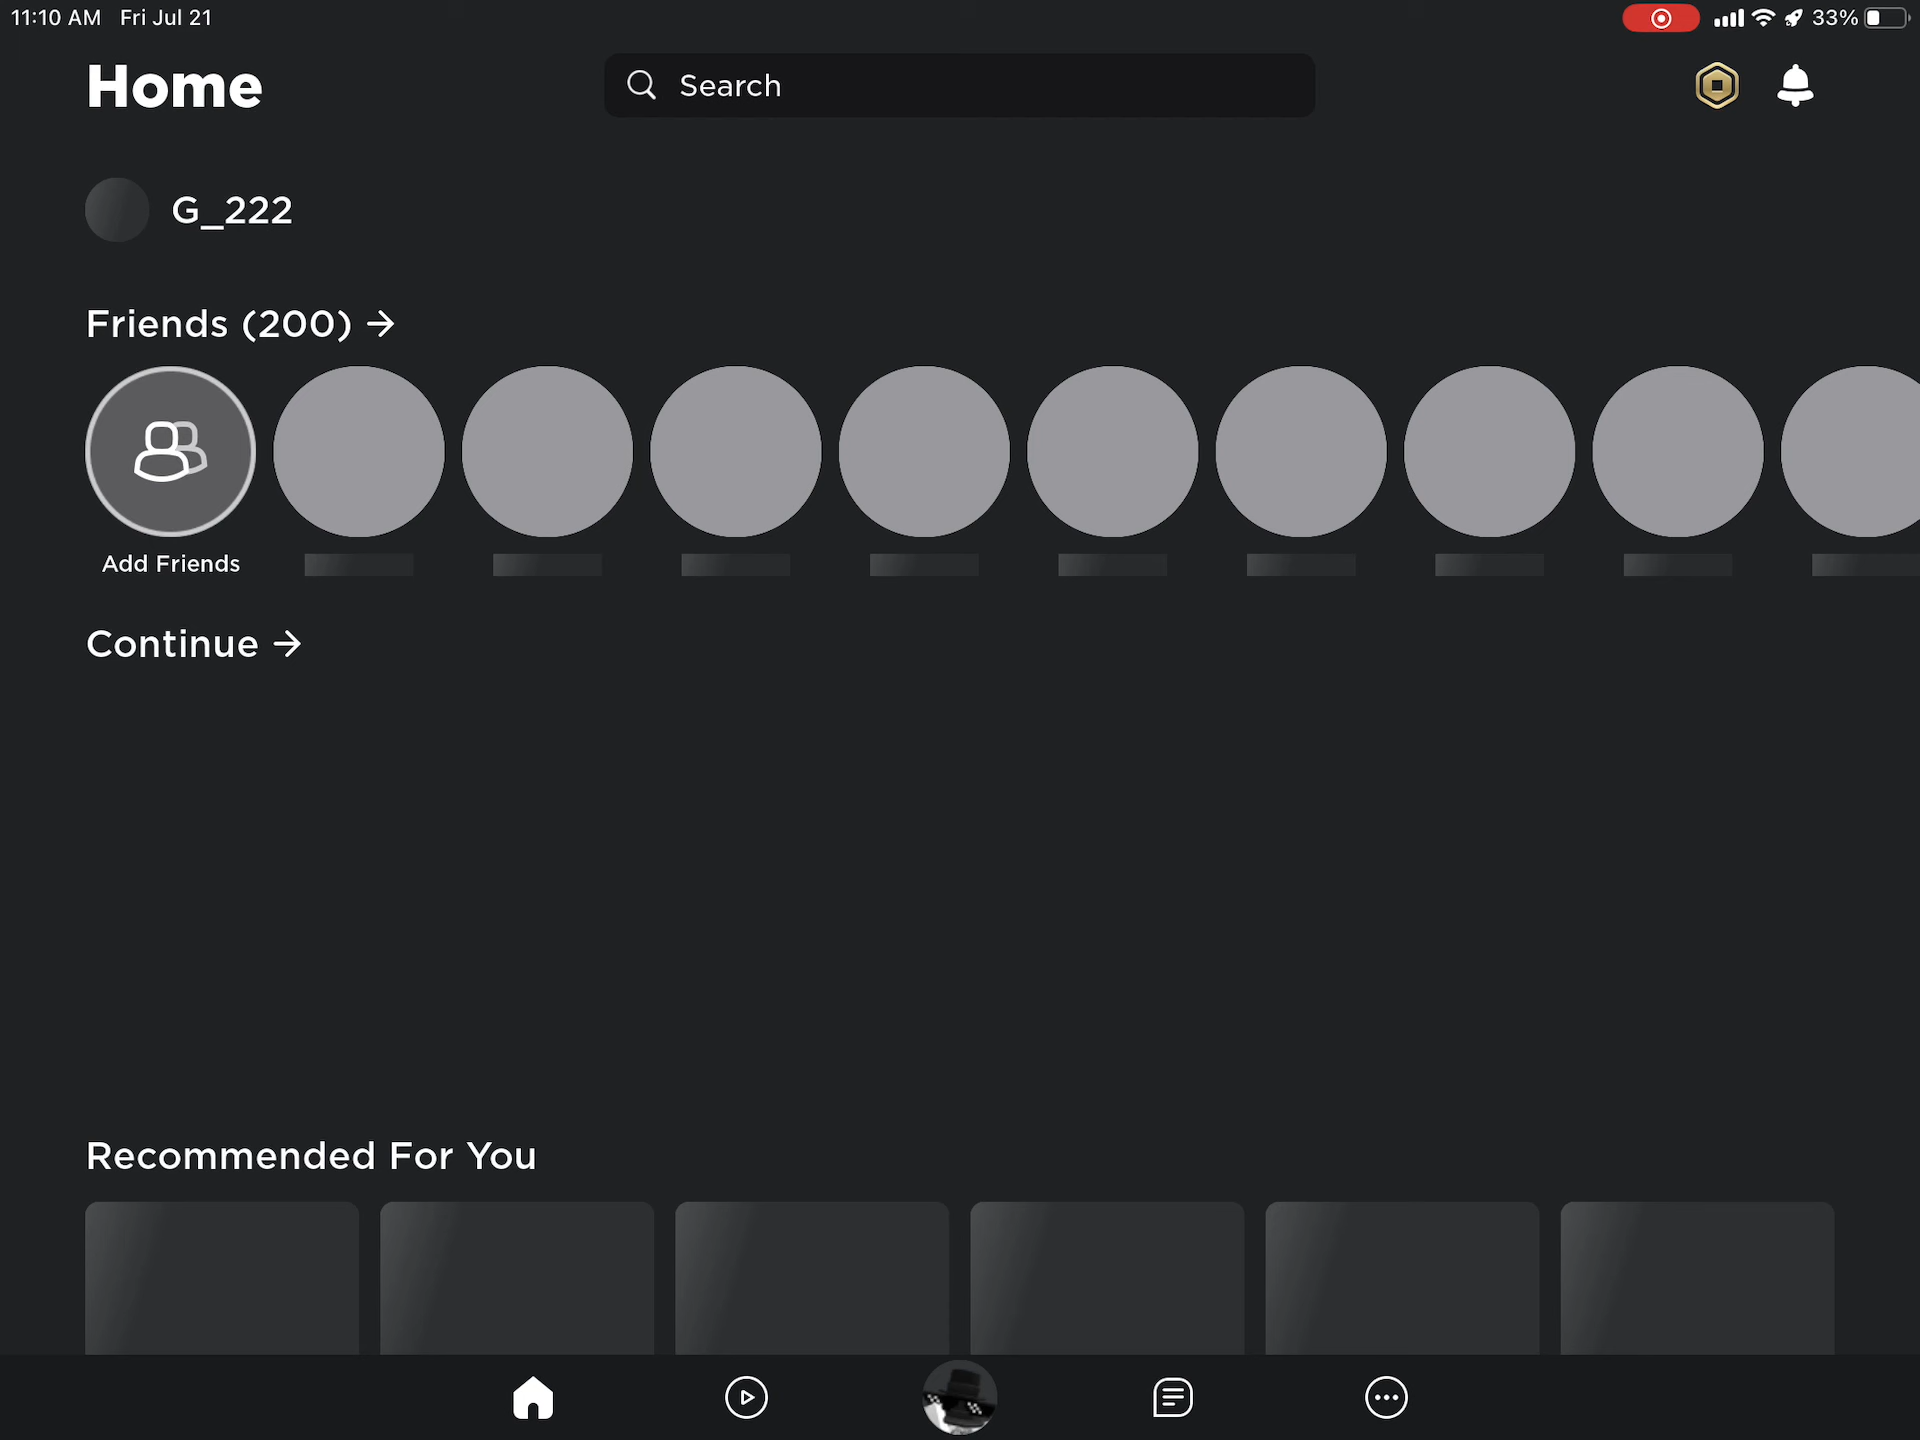 11:10 AM Fri Jul 21
33%
Home
Search
G_222
Friends (200) →
Add Friends
Continue →
Recommended For You